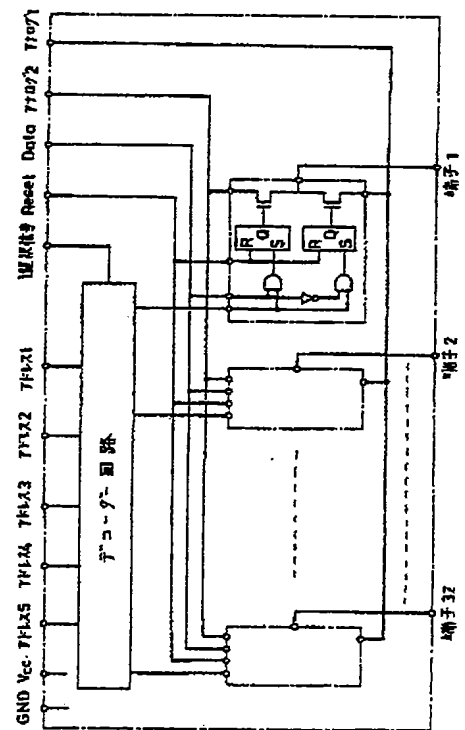 アナログ1
アナログ2
Data
Reset
選択信号
アドレス1
アドレス2
アドレス3
アドレス4
アドレス5
Vcc
GND
デコーダー回路
R
Q
S
R
Q
S
端子1
端子2
端子32